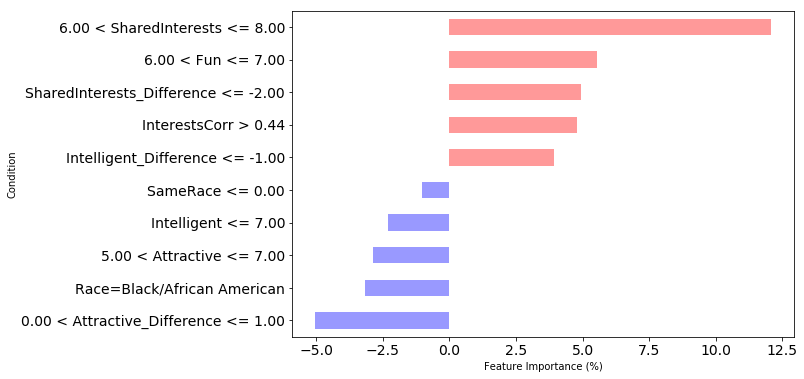 6.00 < SharedInterests <= 8.00
6.00 < Fun <= 7.00
SharedInterests_Difference <= -2.00
InterestsCorr > 0.44
Intelligent_Difference <= -1.00
SameRace <= 0.00
Intelligent <= 7.00
5.00 < Attractive <= 7.00
Race=Black/African American
0.00 < Attractive_Difference <= 1.00
Condition
−5.0 −2.5 0.0 2.5 5.0 7.5 10.0 12.5
Feature Importance (%)